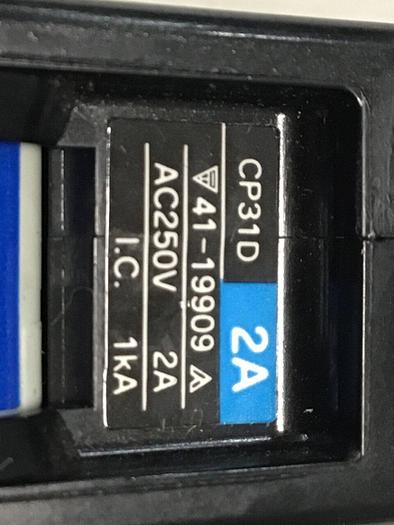 CP31D 2A
41-19909
AC250V 2A
I.C. 1kA